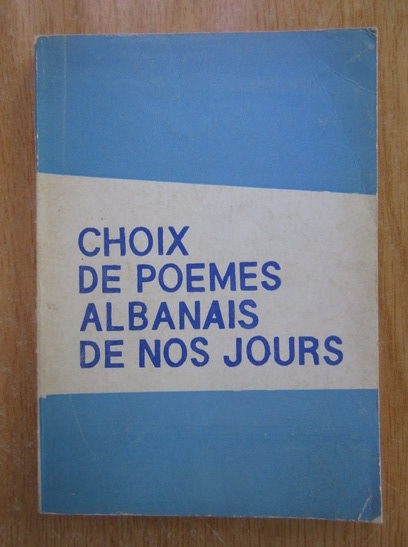 CHOIX
DE POEMES
ALBANAIS
DE NOS JOURS